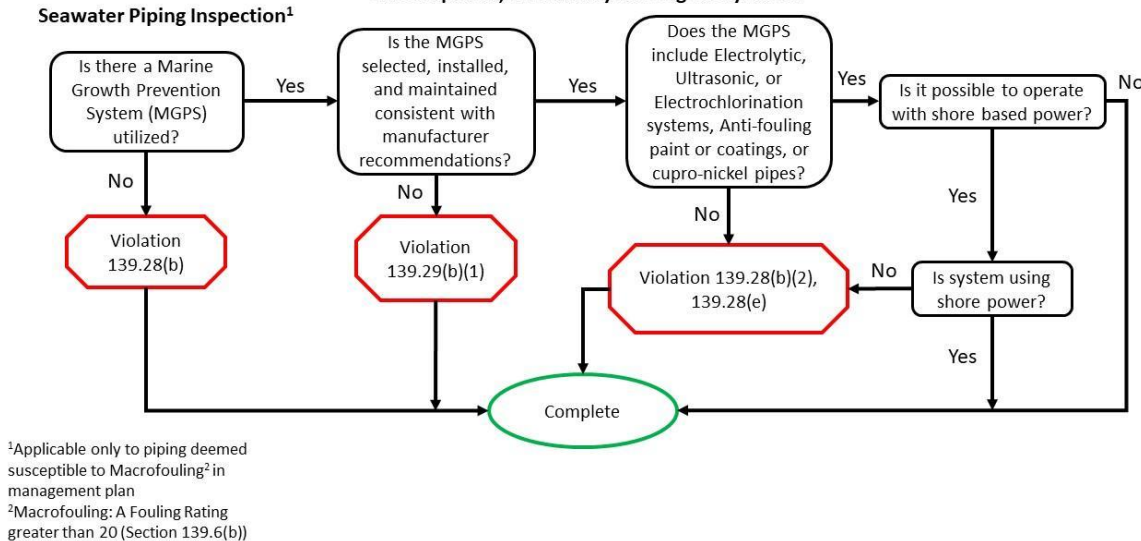 Seawater Piping Inspection¹
Is there a Marine
Growth Prevention
System (MGPS)
utilized?
Yes
No
Violation
139.28(b)
Is the MGPS
selected, installed,
and maintained
consistent with
manufacturer
recommendations?
Yes
No
Violation
139.29(b)(1)
Does the MGPS
include Electrolytic,
Ultrasonic, or
Electrochlorination
systems, Anti-fouling
paint or coatings, or
cupro-nickel pipes?
Yes
No
Violation 139.28(b)(2),
139.28(e)
Is it possible to operate
with shore based power?
No
Yes
Is system using
shore power?
No
Yes
Complete
¹Applicable only to piping deemed
susceptible to Macrofouling² in
management plan
²Macrofouling: A Fouling Rating
greater than 20 (Section 139.6(b))